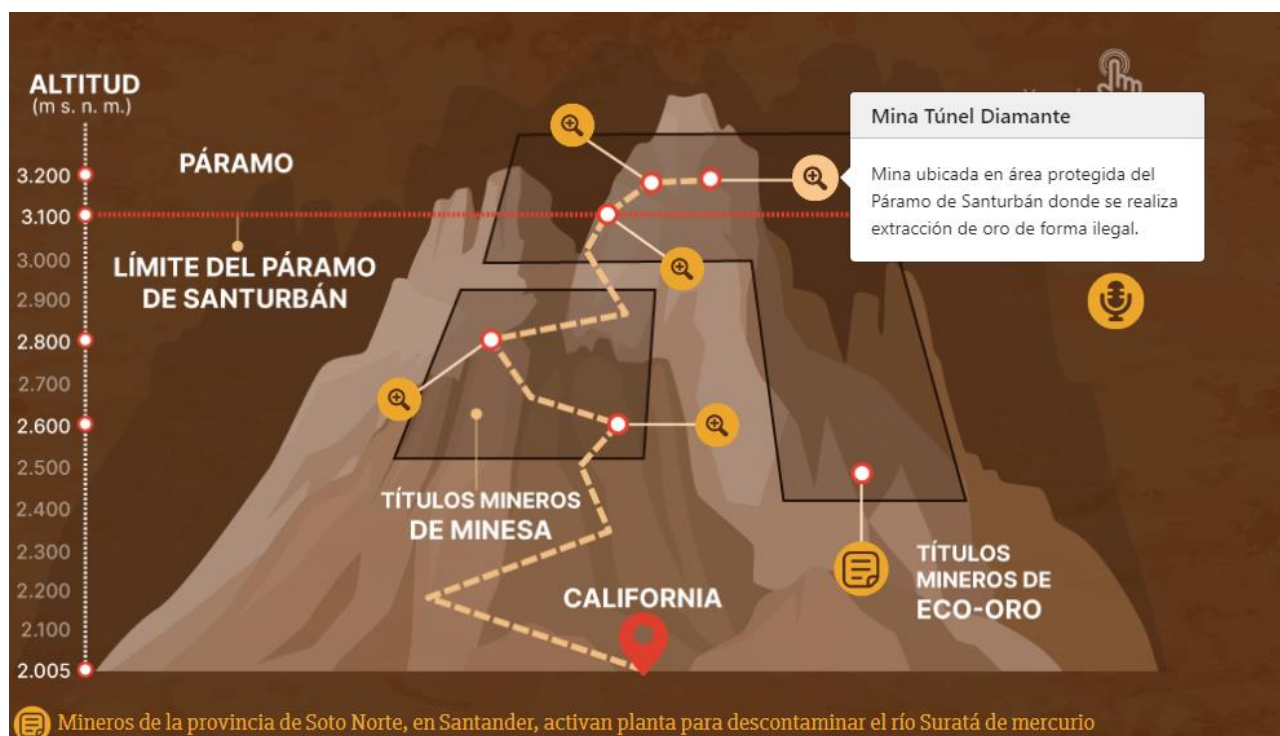 ALTITUD
(m s. n. m.)
PÁRAMO
3.200
3.100
3.000
2.900
2.800
2.700
2.600
2.500
2.400
2.300
2.200
2.100
2.005
LÍMITE DEL PÁRAMO
DE SANTURBÁN
Mina Túnel Diamante
Mina ubicada en área protegida del
Páramo de Santurbán donde se realiza
extracción de oro de forma ilegal.
TÍTULOS MINEROS
DE MINESA
TÍTULOS
MINEROS DE
ECO-ORO
CALIFORNIA
Mineros de la provincia de Soto Norte, en Santander, activan planta para descontaminar el río Suratá de mercurio